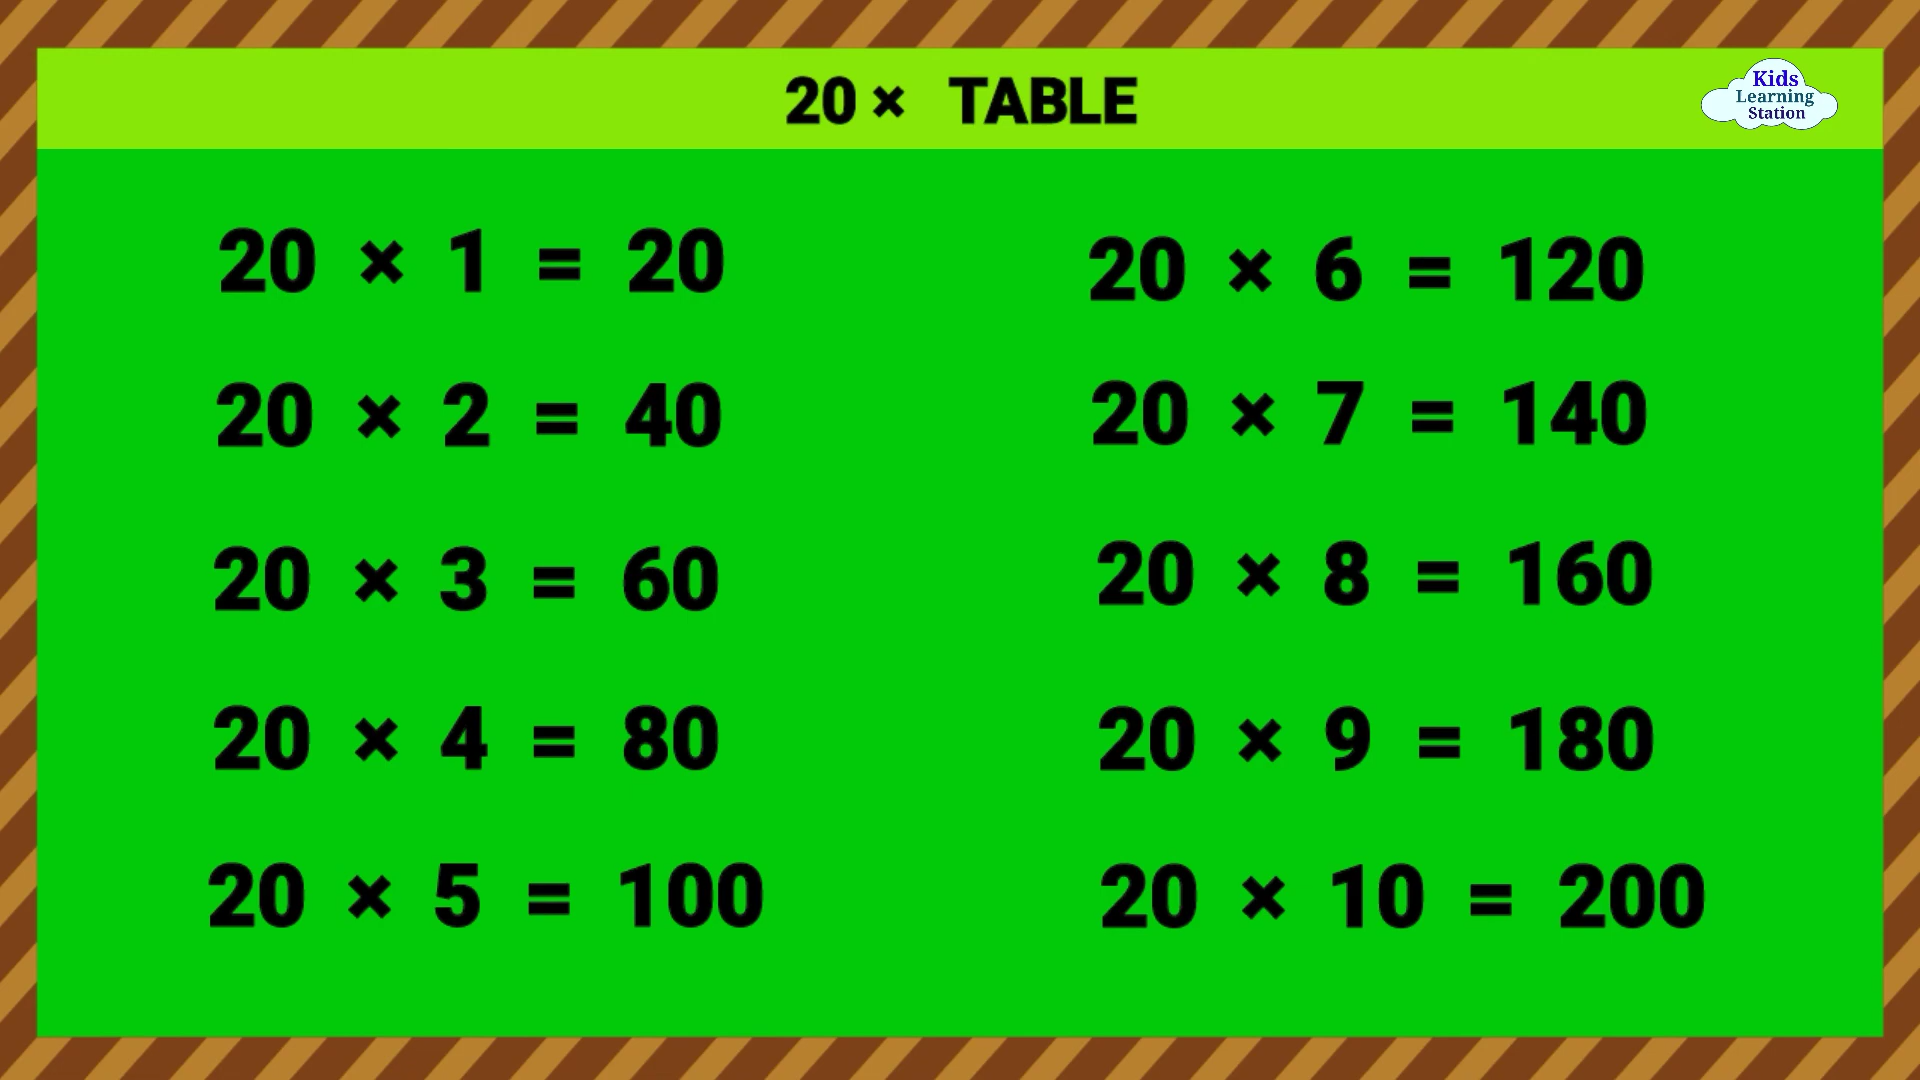 20 × TABLE
Kids
Learning
Station
20 × 1 = 20
20 × 2 = 40
20 × 3 = 60
20 × 4 = 80
20 × 5 = 100
20 × 6 = 120
20 × 7 = 140
20 × 8 = 160
20 × 9 = 180
20 × 10 = 200